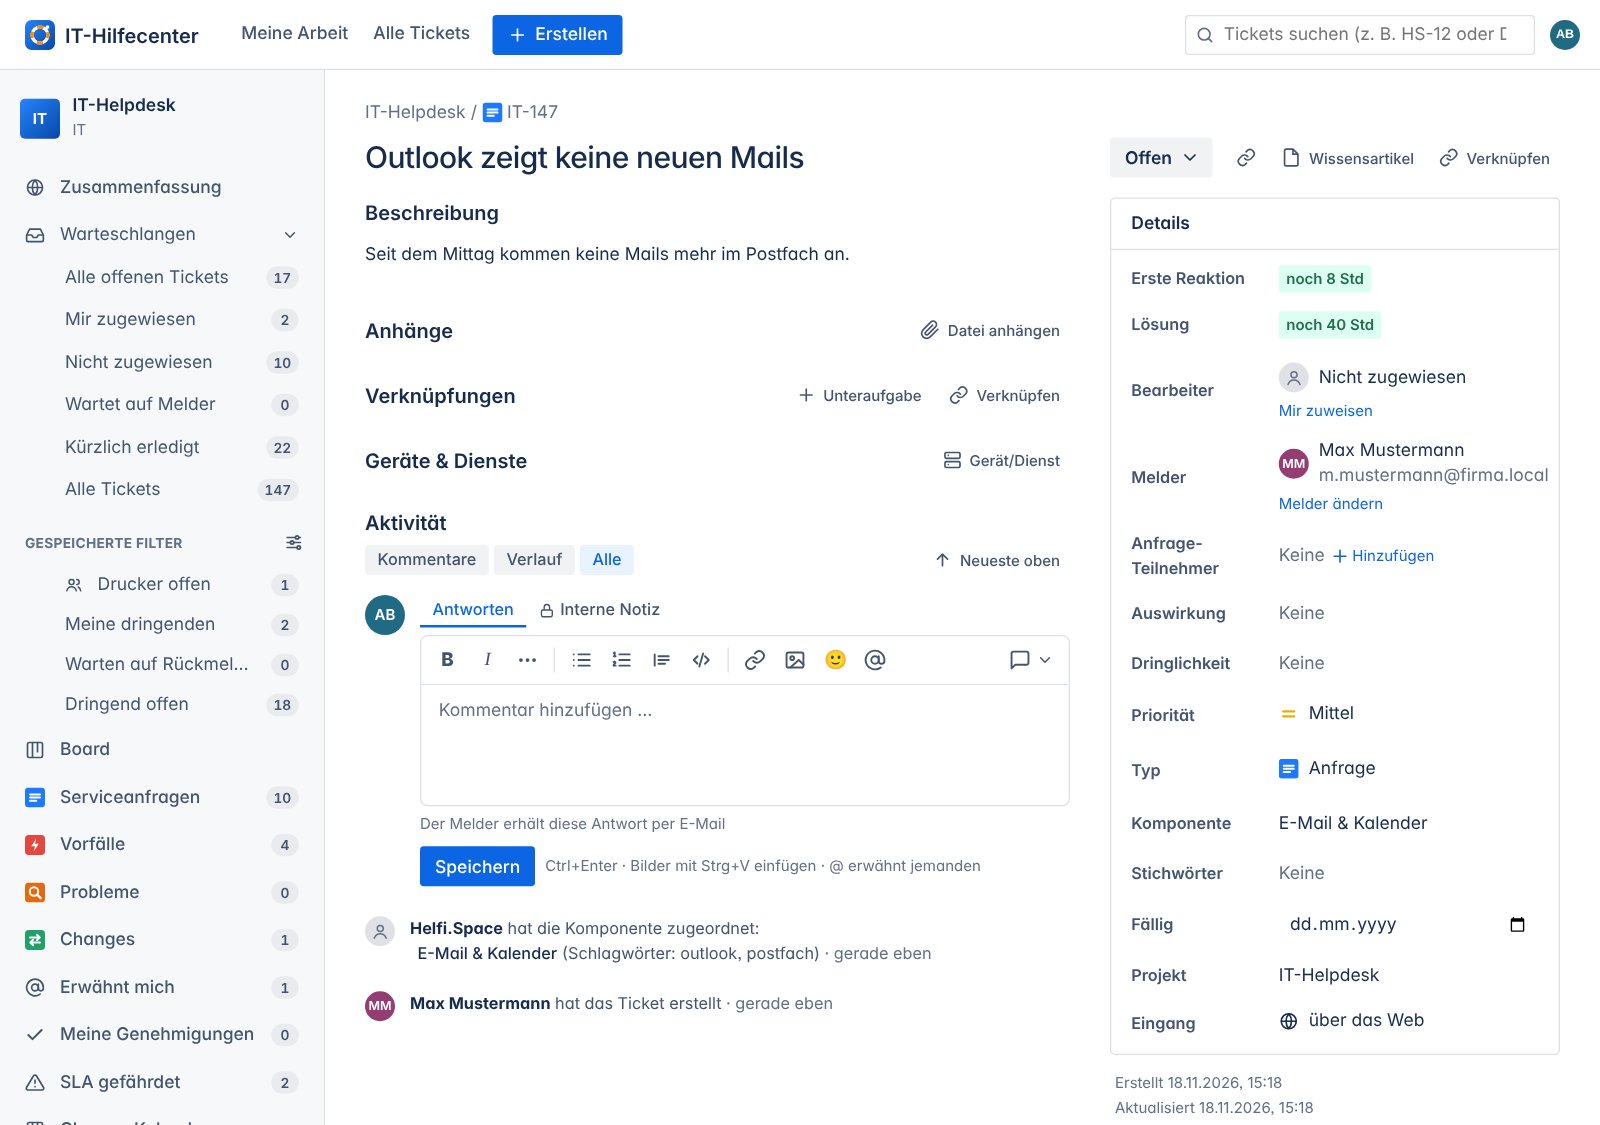 IT-Hilfecenter
Meine Arbeit
Alle Tickets
Erstellen
Tickets suchen (z. B. HS-12 oder D
AB
IT
IT-Helpdesk
IT
Zusammenfassung
Warteschlangen
Alle offenen Tickets 17
Mir zugewiesen 2
Nicht zugewiesen 10
Wartet auf Melder 0
Kürzlich erledigt 22
Alle Tickets 147
GESPEICHERTE FILTER
Drucker offen 1
Meine dringenden 2
Warten auf Rückmel... 0
Dringend offen 18
Board
Serviceanfragen 10
Vorfälle 4
Probleme 0
Changes 1
Erwähnt mich 1
Meine Genehmigungen 0
SLA gefährdet 2
IT-Helpdesk / IT-147
Outlook zeigt keine neuen Mails
Beschreibung
Seit dem Mittag kommen keine Mails mehr im Postfach an.
Anhänge
Datei anhängen
Verknüpfungen
Unteraufgabe
Verknüpfen
Geräte & Dienste
Gerät/Dienst
Aktivität
Kommentare
Verlauf
Alle
Neueste oben
AB
Antworten
Interne Notiz
B I
Kommentar hinzufügen ...
Der Melder erhält diese Antwort per E-Mail
Speichern
Ctrl+Enter · Bilder mit Strg+V einfügen · @ erwähnt jemanden
Helfi.Space hat die Komponente zugeordnet:
E-Mail & Kalender (Schlagwörter: outlook, postfach) · gerade eben
MM
Max Mustermann hat das Ticket erstellt · gerade eben
Offen
Wissensartikel
Verknüpfen
Details
Erste Reaktion noch 8 Std
Lösung noch 40 Std
Bearbeiter
Nicht zugewiesen
Mir zuweisen
Melder
MM
Max Mustermann
m.mustermann@firma.local
Melder ändern
Anfrage-
Teilnehmer
Keine
Hinzufügen
Auswirkung Keine
Dringlichkeit Keine
Priorität Mittel
Typ Anfrage
Komponente E-Mail & Kalender
Stichwörter Keine
Fällig dd.mm.yyyy
Projekt IT-Helpdesk
Eingang über das Web
Erstellt 18.11.2026, 15:18
Aktualisiert 18.11.2026, 15:18